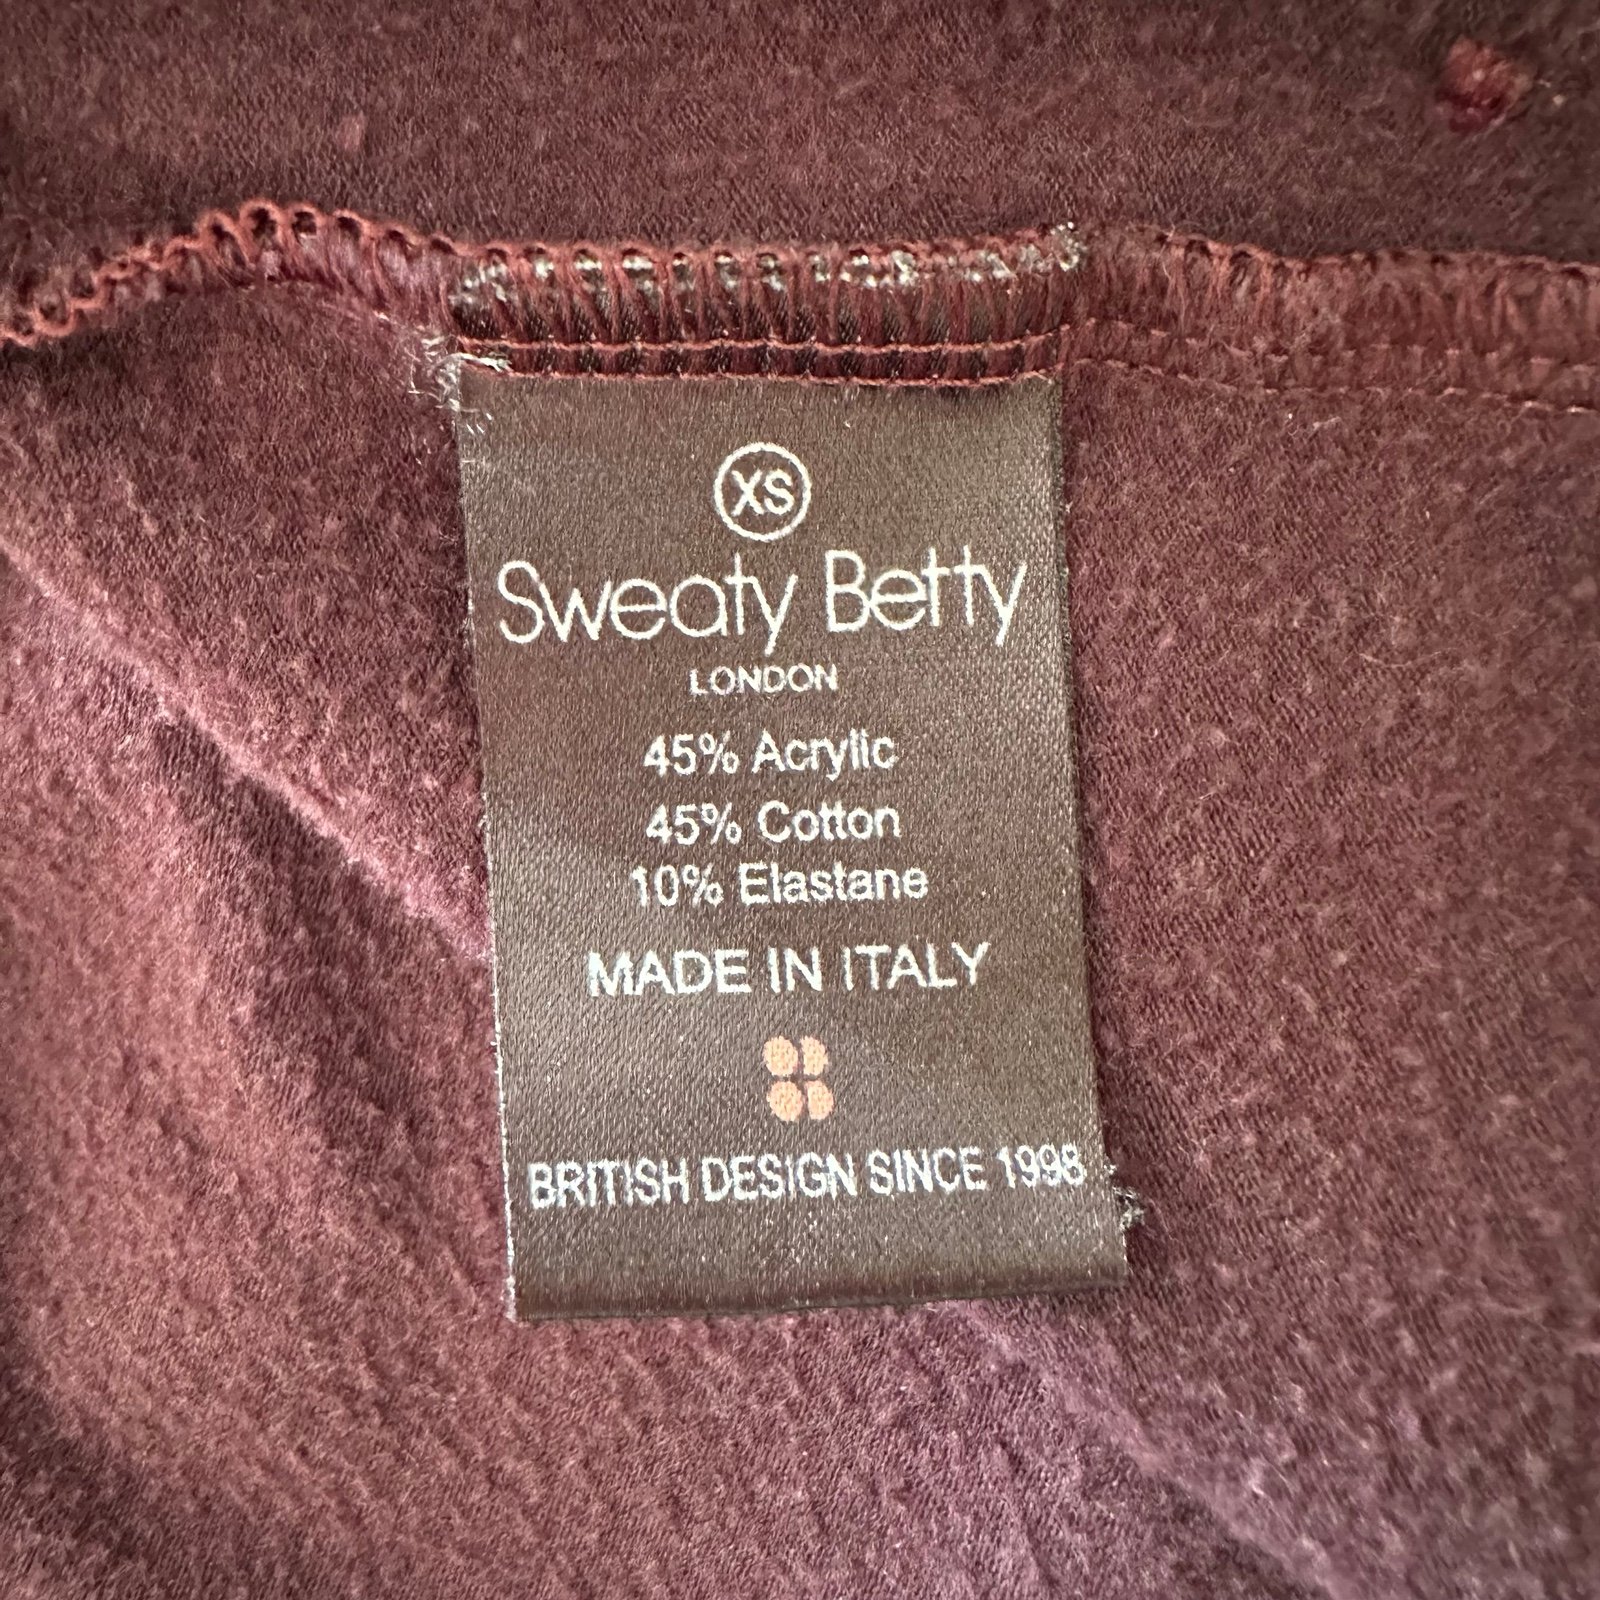 XS
Sweaty Betty
LONDON
45% Acrylic
45% Cotton
10% Elastane
MADE IN ITALY
BRITISH DESIGN SINCE 1998